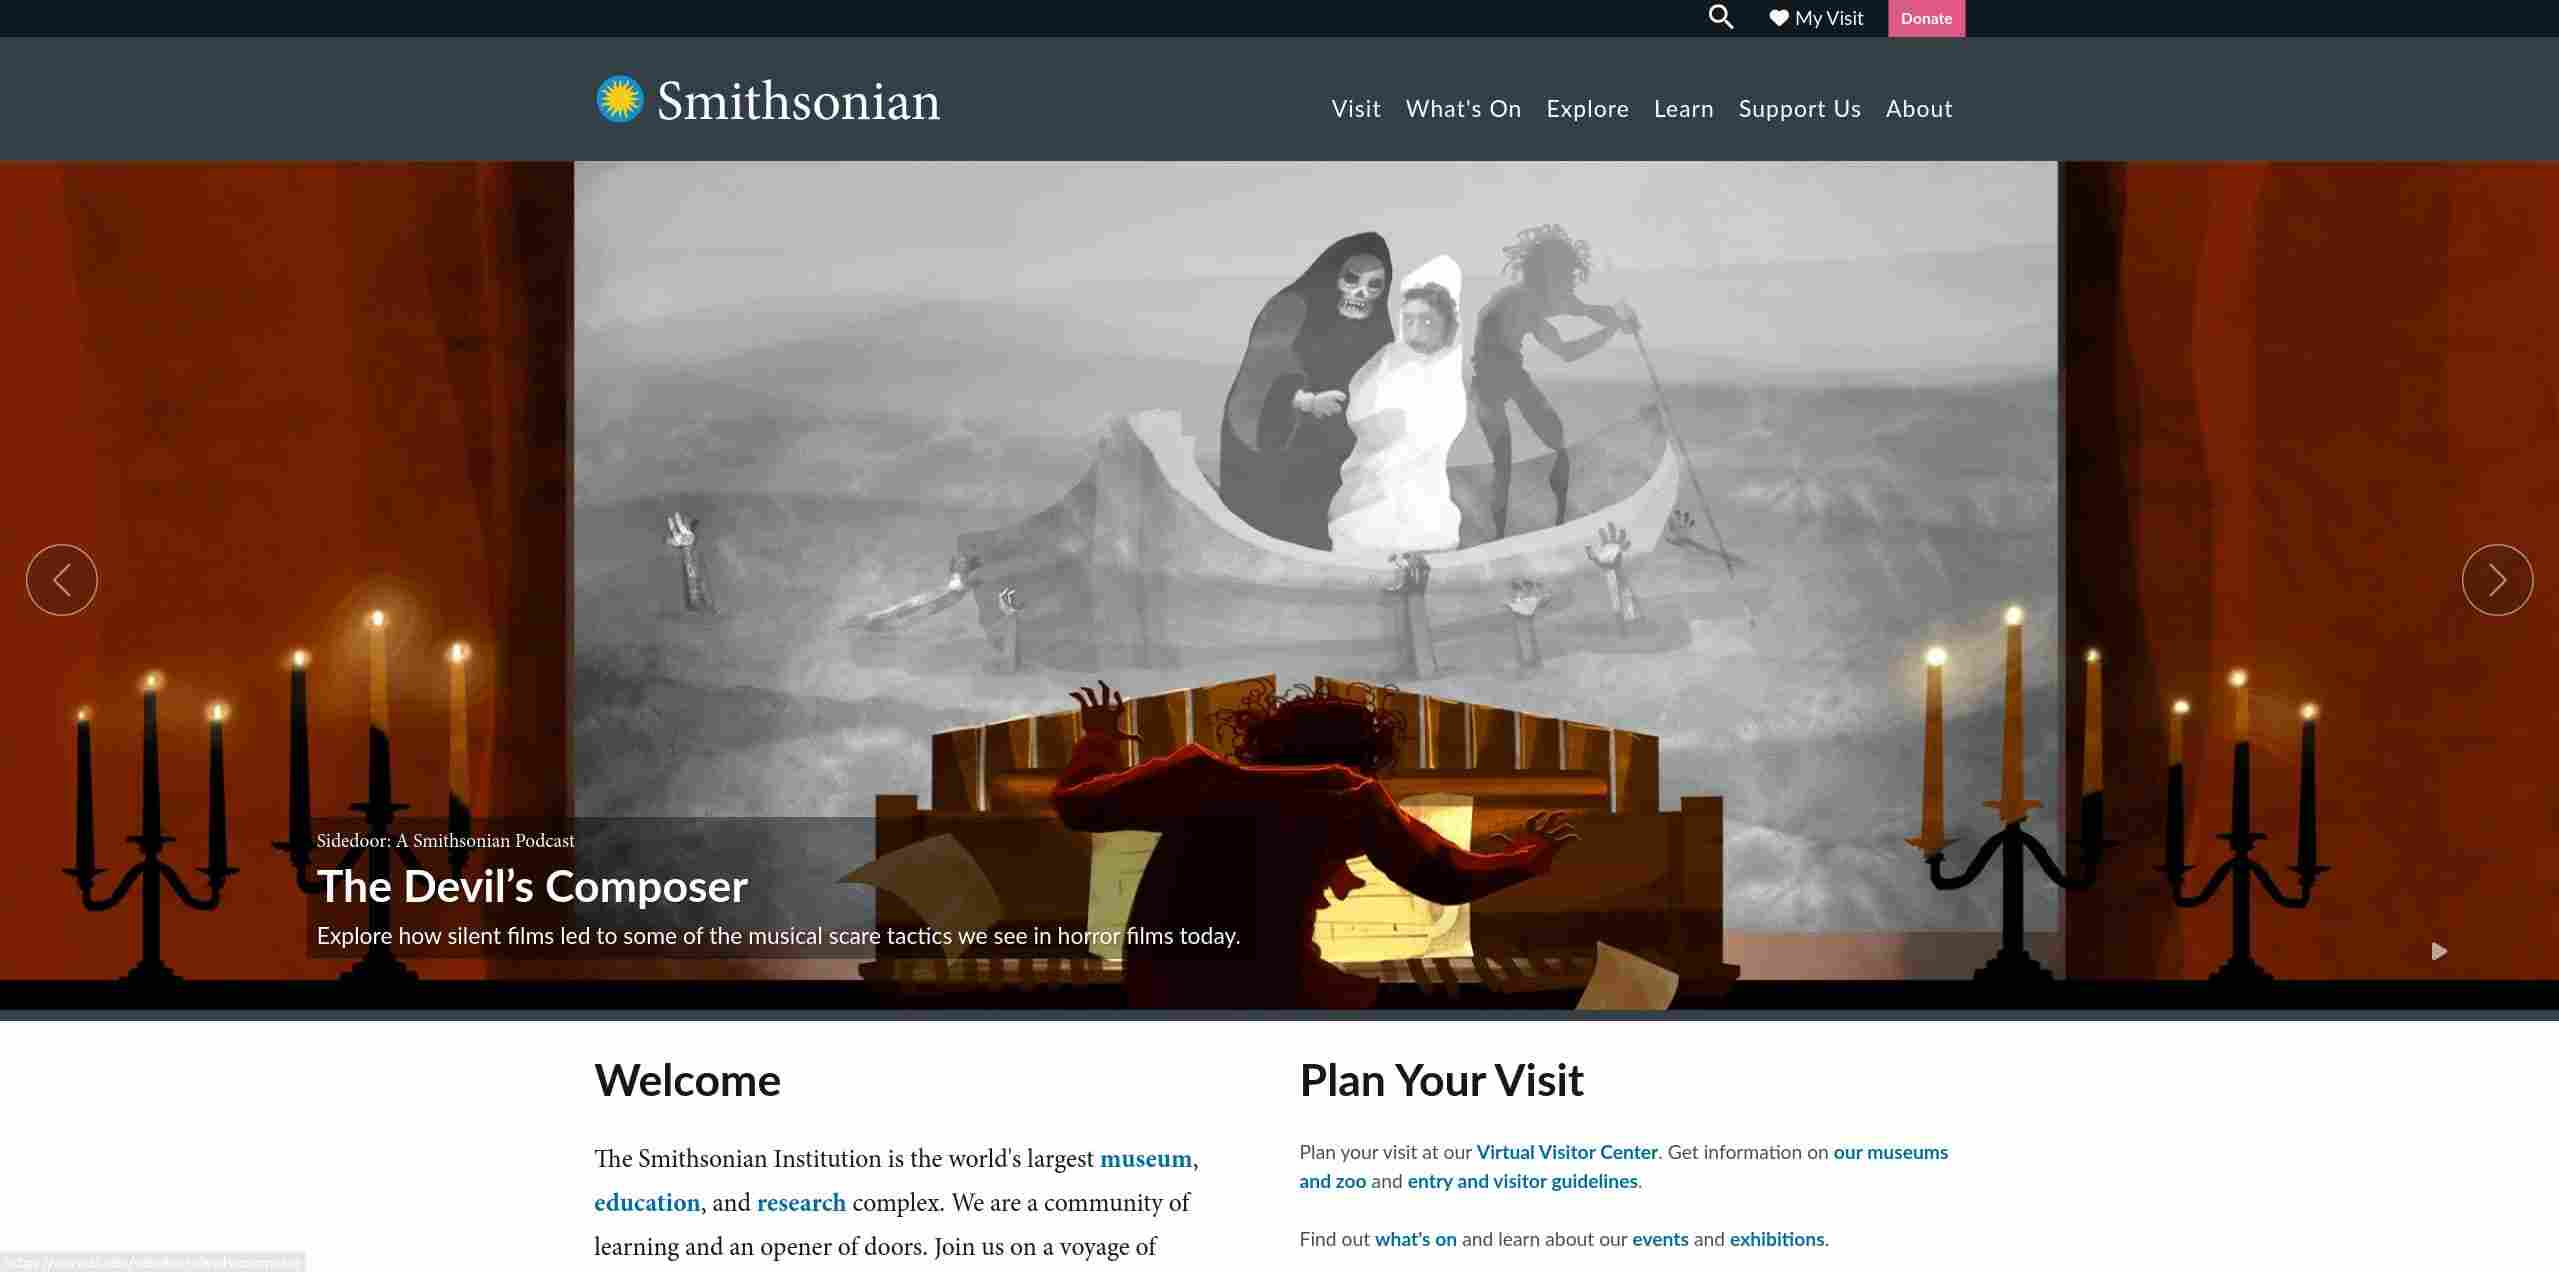 My Visit
Donate
Smithsonian
Visit What's On Explore Learn Support Us About
Sidedoor: A Smithsonian Podcast
The Devil’s Composer
Explore how silent films led to some of the musical scare tactics we see in horror films today.
Welcome
The Smithsonian Institution is the world's largest museum,
education, and research complex. We are a community of
learning and an opener of doors. Join us on a voyage of
Plan Your Visit
Plan your visit at our Virtual Visitor Center. Get information on our museums
and zoo and entry and visitor guidelines.
Find out what's on and learn about our events and exhibitions.